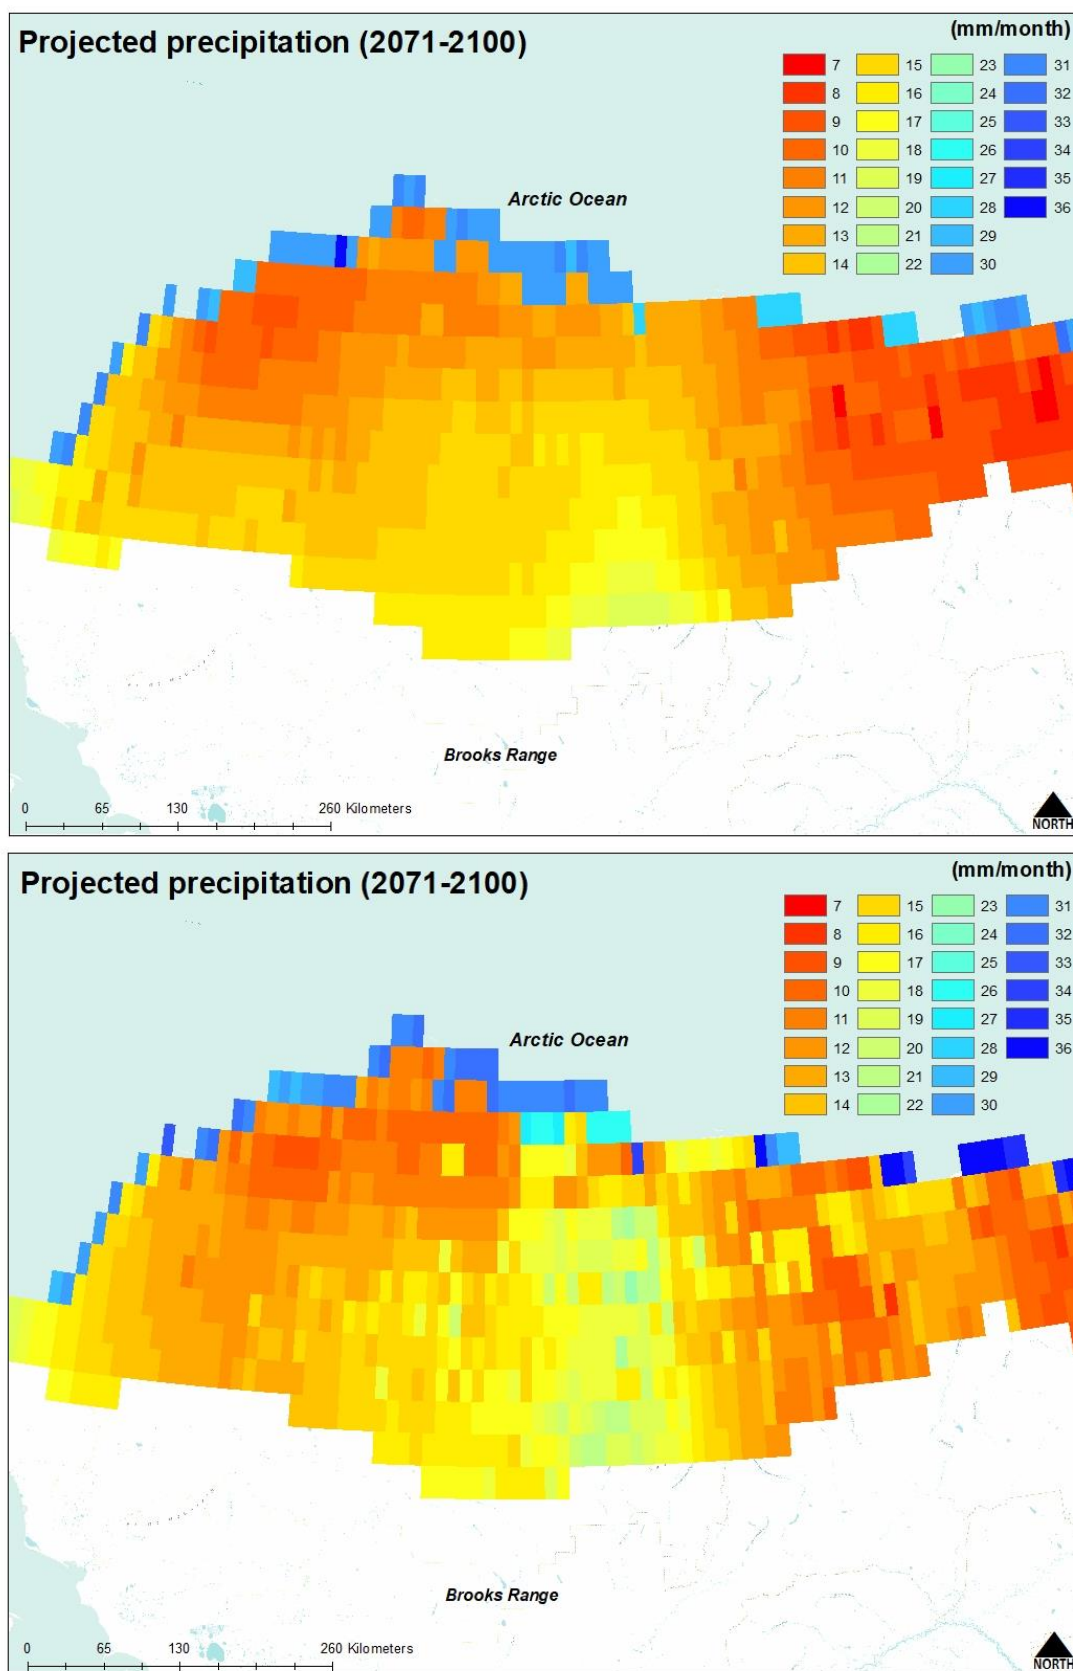 Projected precipitation (2071-2100)
(mm/month)
7 15 23 31
8 16 24 32
9 17 25 33
10 18 26 34
11 19 27 35
12 20 28 36
13 21 29
14 22 30
Arctic Ocean
Brooks Range
0 65 130 260 Kilometers
NORTH
Projected precipitation (2071-2100)
(mm/month)
7 15 23 31
8 16 24 32
9 17 25 33
10 18 26 34
11 19 27 35
12 20 28 36
13 21 29
14 22 30
Arctic Ocean
Brooks Range
0 65 130 260 Kilometers
NORTH